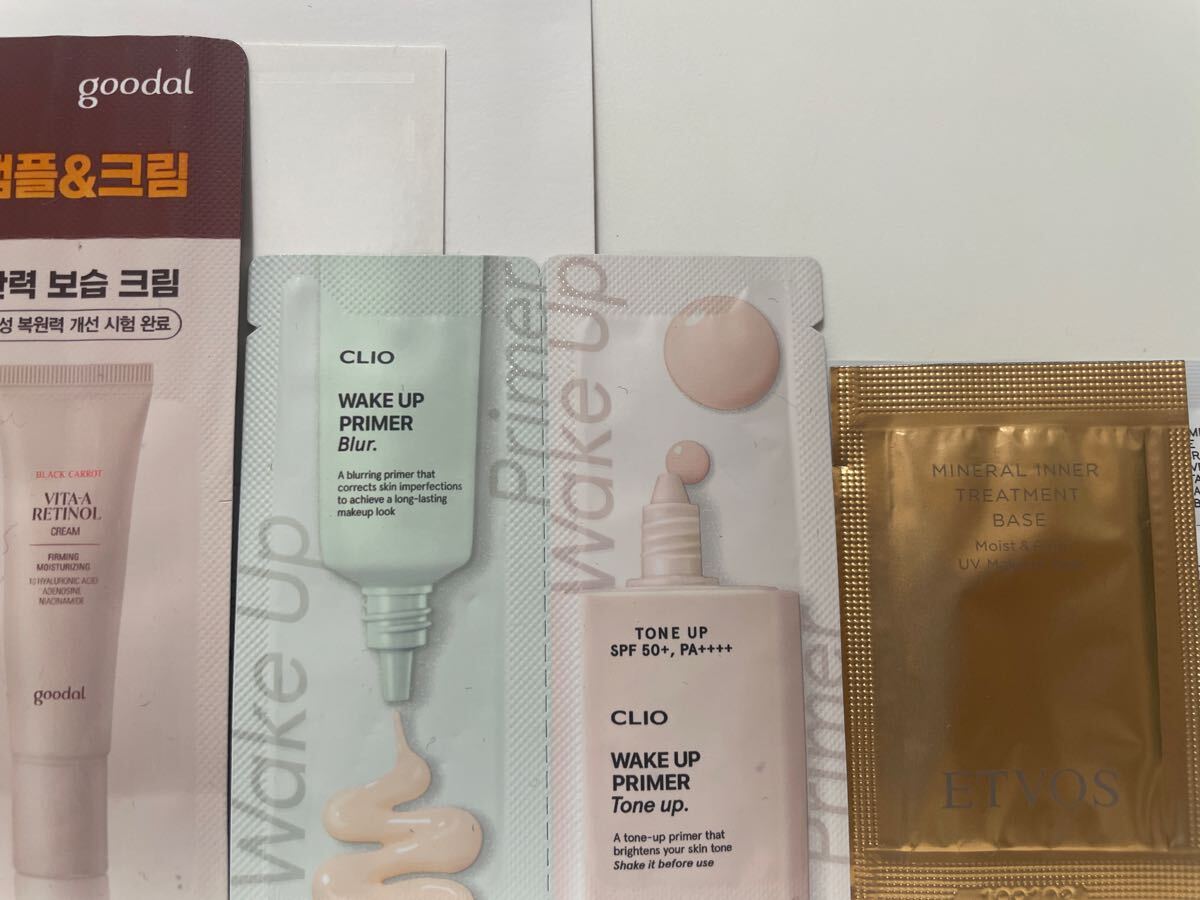 goodal
앰플&크림
탄력 보습 크림
복원력 개선 시험 완료
BLACK CARROT
VITA-A
RETINOL
CREAM
FIRMING
MOISTURIZING
10 HYALURONIC ACID
ADENOSINE
NIACINAMIDE
goodal
Wake Up
Primer
CLIO
WAKE UP
PRIMER
Blur.
A blurring primer that
corrects skin imperfections
to achieve a long-lasting
makeup look
Wake Up
Primer
TONE UP
SPF 50+, PA++++
CLIO
WAKE UP
PRIMER
Tone up.
A tone-up primer that
brightens your skin tone
Shake it before use
MINERAL INNER
TREATMENT
BASE
Moist &
UV
ETVOS